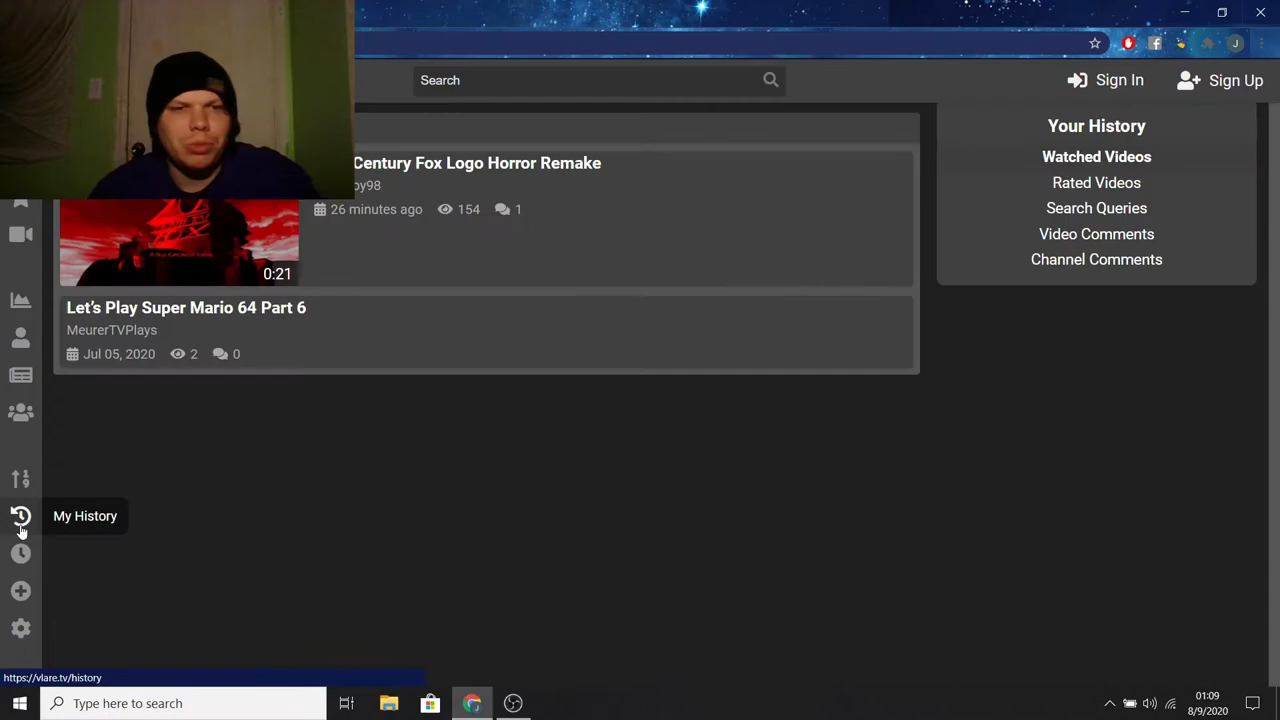 Search
Sign In
Sign Up
Century Fox Logo Horror Remake
by98
26 minutes ago 154 1
0:21
Let's Play Super Mario 64 Part 6
MeurerTVPlays
Jul 05, 2020 2 0
Your History
Watched Videos
Rated Videos
Search Queries
Video Comments
Channel Comments
My History
https://vlare.tv/history
Type here to search
01:09
8/9/2020
J